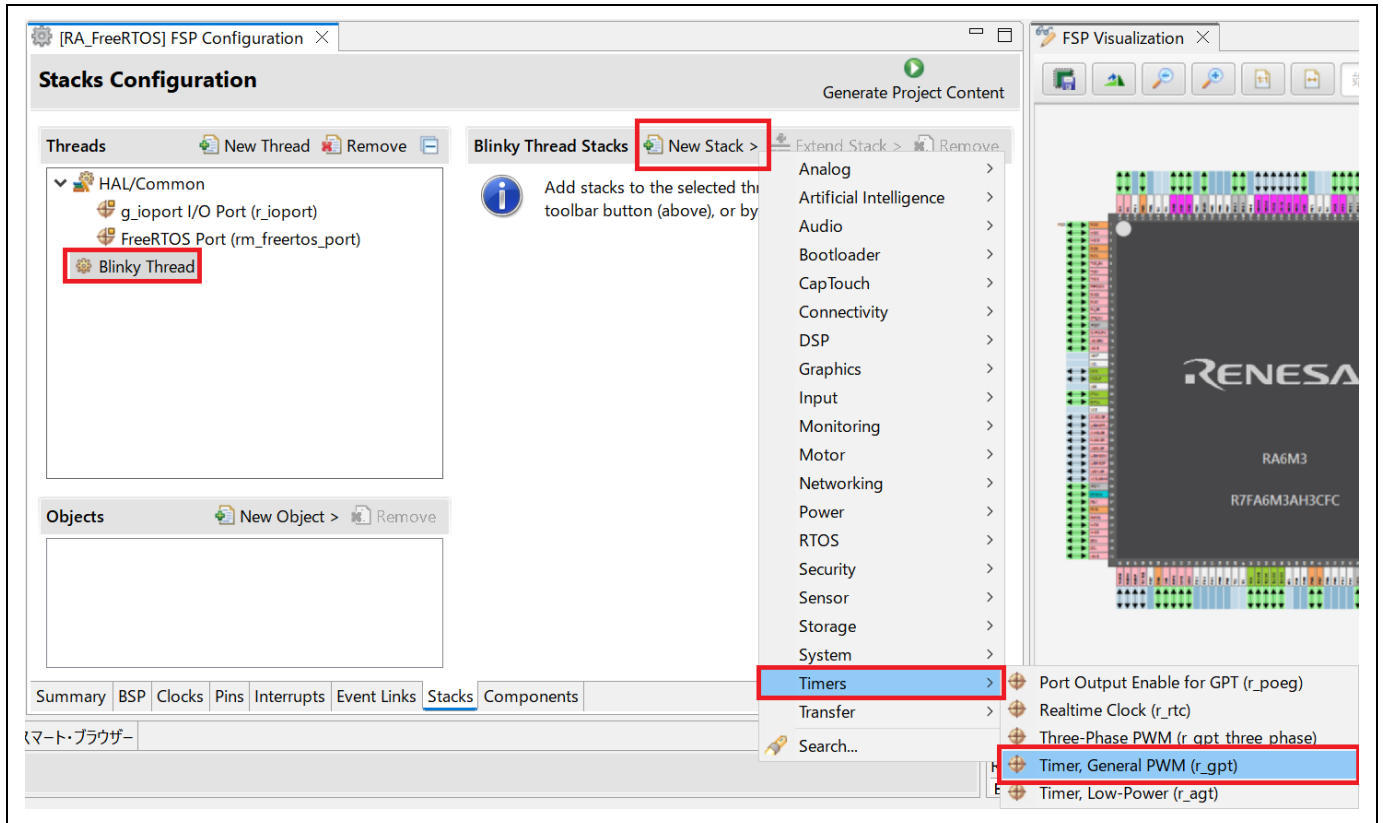 [RA_FreeRTOS] FSP Configuration
FSP Visualization
Stacks Configuration
Generate Project Content
Threads
New Thread
Remove
Blinky Thread Stacks
New Stack >
Extend Stack >
Remove
HAL/Common
g_ioport I/O Port (r_ioport)
FreeRTOS Port (rm_freertos_port)
Blinky Thread
Add stacks to the selected
toolbar button (above), or by
Analog
Artificial Intelligence
Audio
Bootloader
CapTouch
Connectivity
DSP
Graphics
Input
Monitoring
Motor
Networking
Power
RTOS
Security
Sensor
Storage
System
Timers
Transfer
Search...
Port Output Enable for GPT (r_poeg)
Realtime Clock (r_rtc)
Three-Phase PWM (r_gpt_three_phase)
Timer, General PWM (r_gpt)
Timer, Low-Power (r_agt)
RENESA
RA6M3
R7FA6M3AH3CFC
Objects
New Object >
Remove
Summary BSP Clocks Pins Interrupts Event Links Stacks Components
スマート・ブラウザー